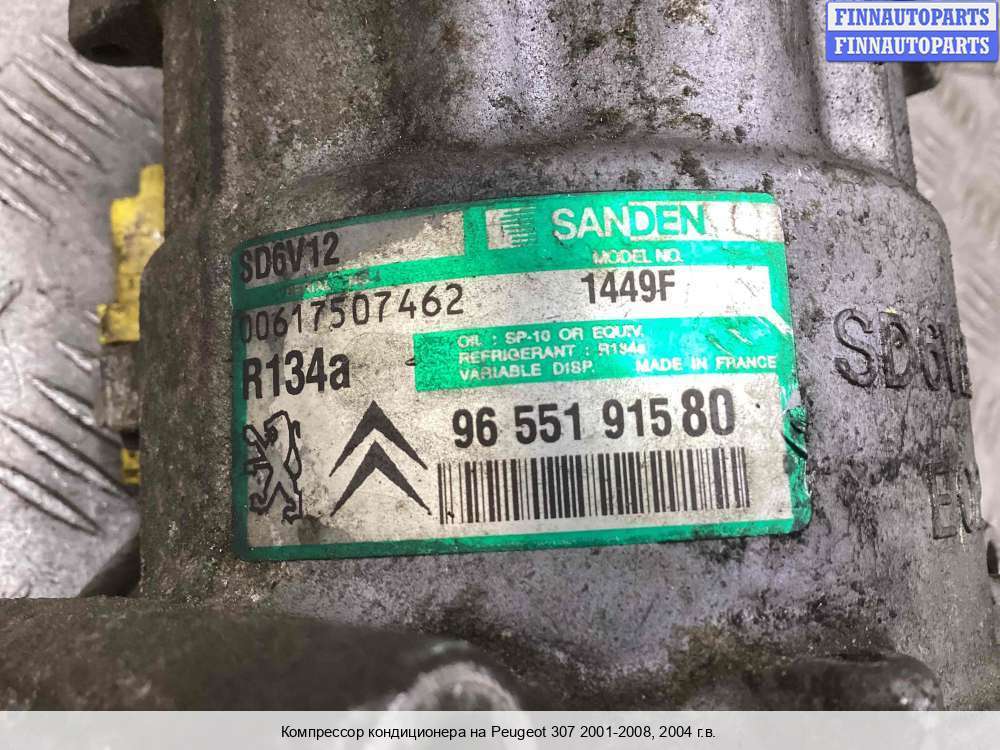 FINNAUTOPARTS
FINNAUTOPARTS
SD6V12
SANDEN
MODEL NO.
SERIAL
1449F
00617507462
R134a
OIL : SP-10 OR EQUIV.
REFRIGERANT : R134a
VARIABLE DISP. MADE IN FRANCE
96 551 915 80
Компрессор кондиционера на Peugeot 307 2001-2008, 2004 г.в.